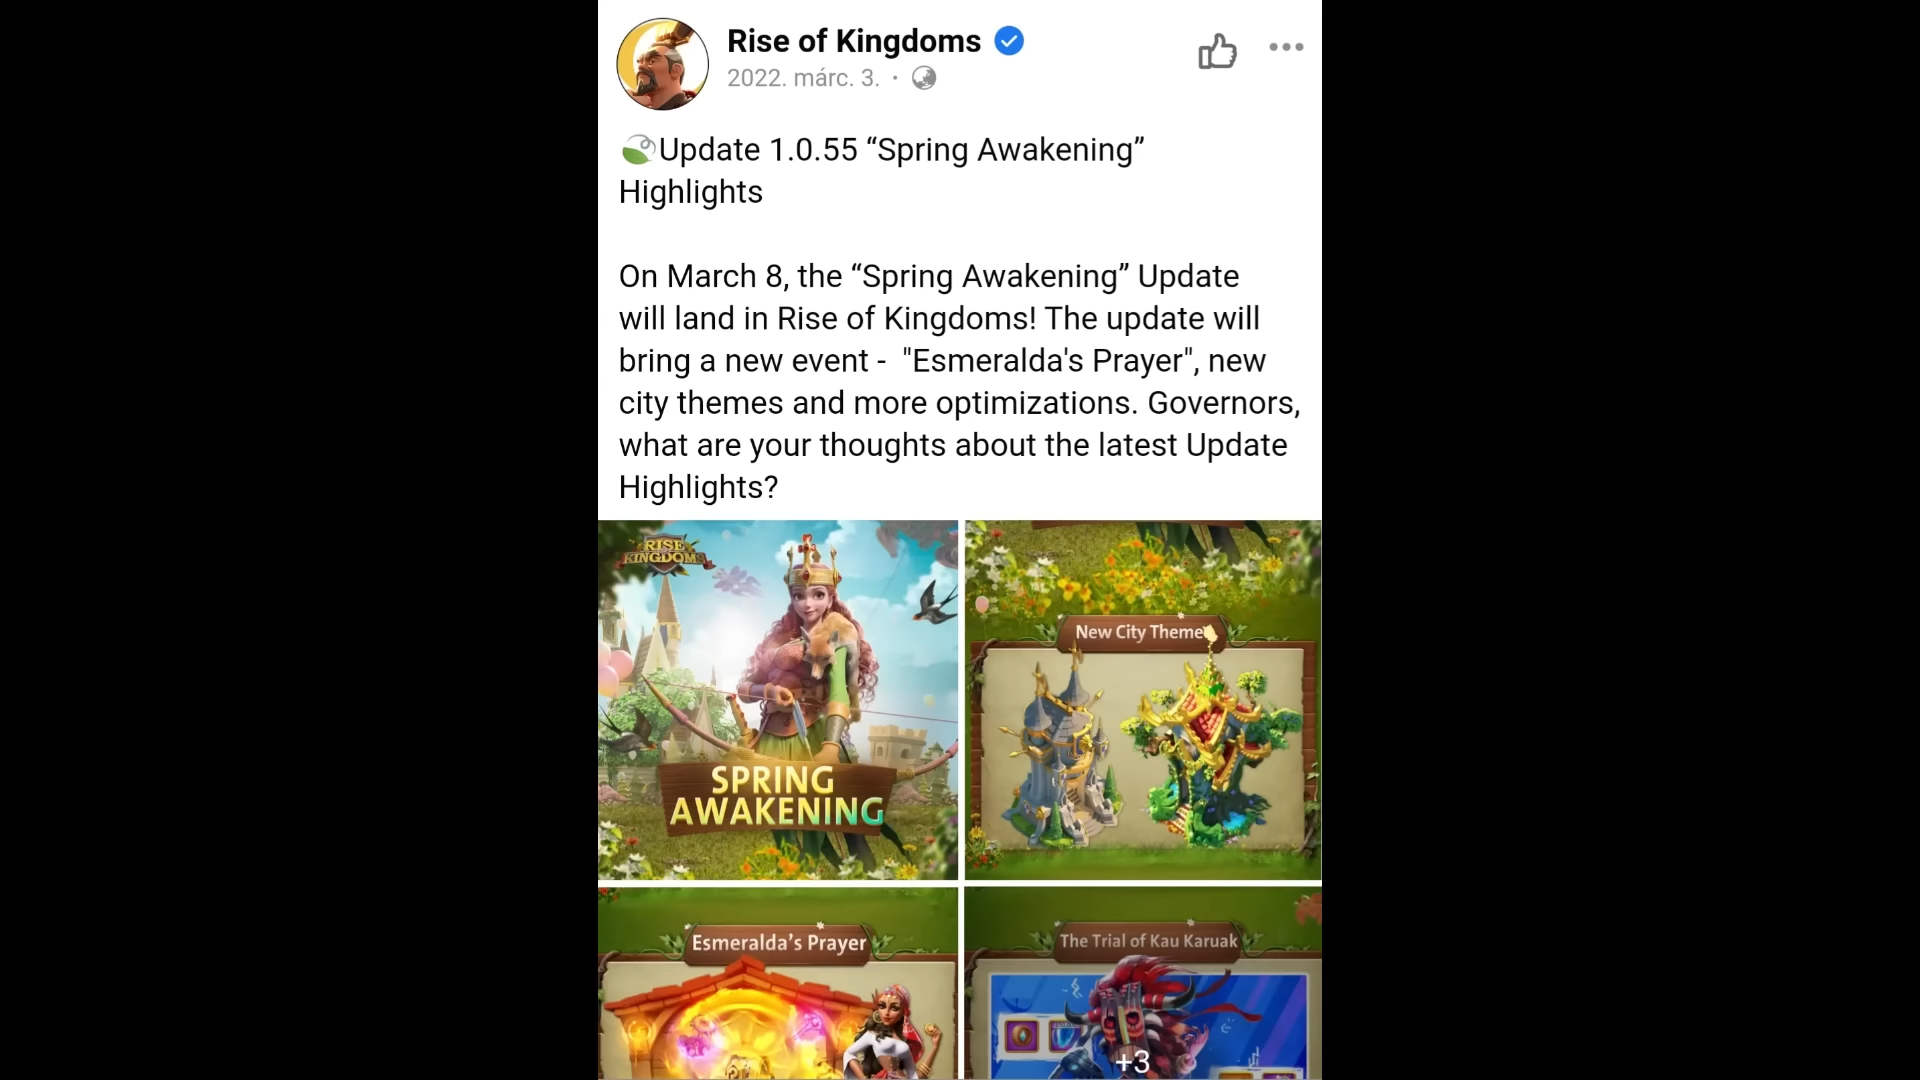 Rise of Kingdoms
2022. márc. 3. ·
Update 1.0.55 “Spring Awakening”
Highlights
On March 8, the “Spring Awakening” Update
will land in Rise of Kingdoms! The update will
bring a new event -  "Esmeralda's Prayer", new
city themes and more optimizations. Governors,
what are your thoughts about the latest Update
Highlights?
RISE
KINGDOMS
SPRING
AWAKENING
New City Theme
Esmeralda’s Prayer
The Trial of Kau Karuak
+3